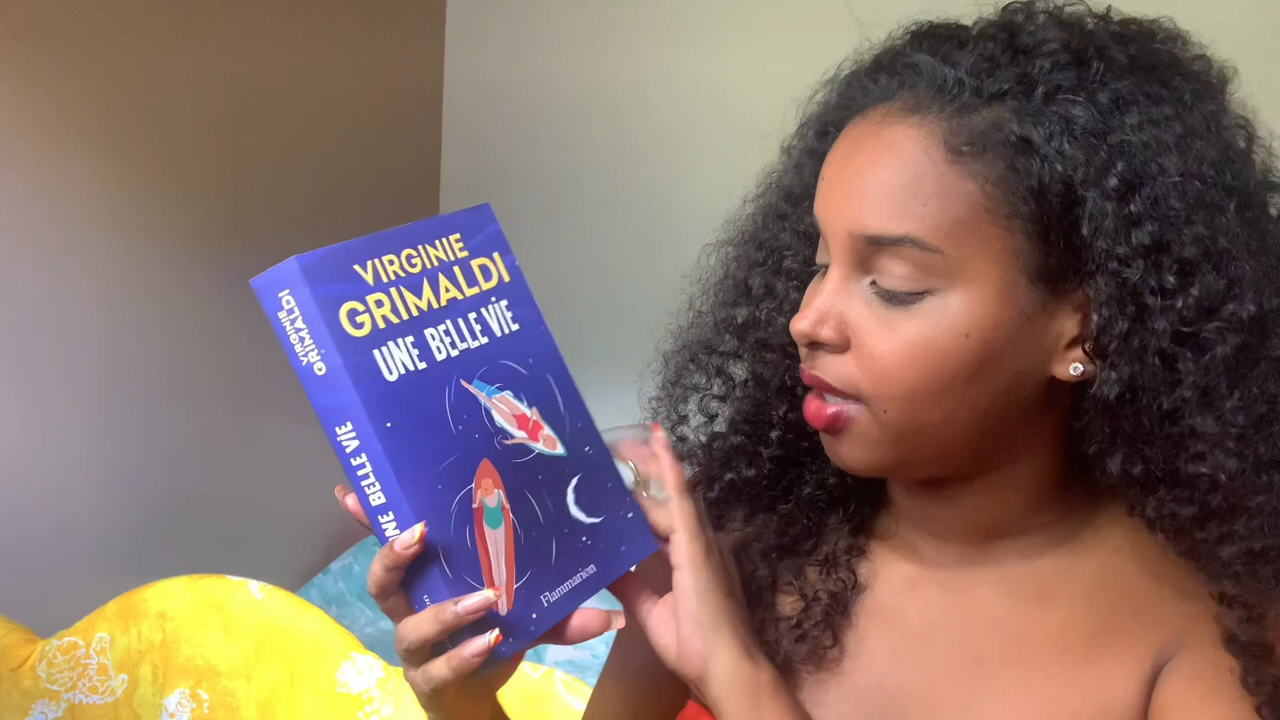 VIRGINIE
GRIMALDI
UNE BELLE VIE
Flammarion
VIRGINIE
GRIMALDI
UNE BELLE VIE